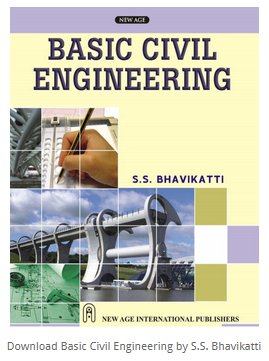 NEW AGE
BASIC CIVIL
ENGINEERING
S.S. BHAVIKATTI
NEW AGE INTERNATIONAL PUBLISHERS
Download Basic Civil Engineering by S.S. Bhavikatti